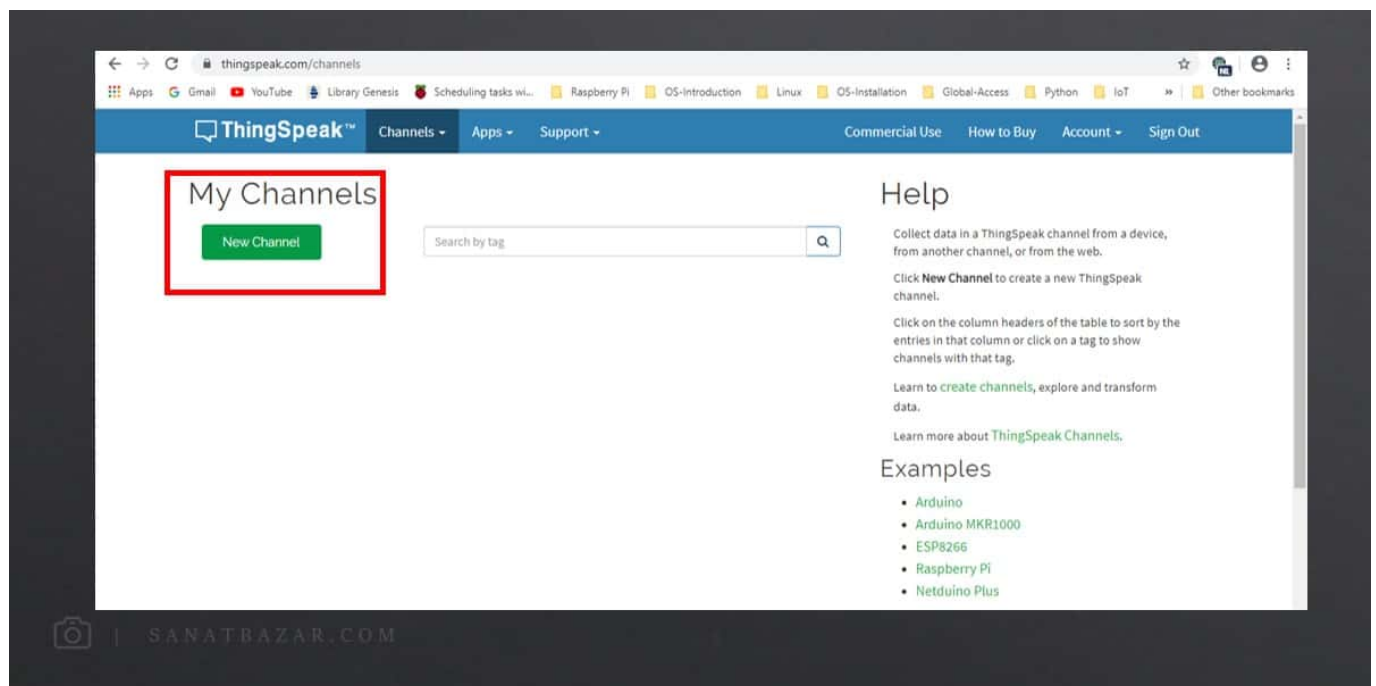 thingspeak.com/channels
Apps Gmail YouTube Library Genesis Scheduling tasks wi... Raspberry Pi OS-Introduction Linux OS-Installation Global-Access Python IoT » Other bookmarks
ThingSpeak™ Channels Apps Support Commercial Use How to Buy Account Sign Out
My Channels
New Channel
Search by tag
Help
Collect data in a ThingSpeak channel from a device,
from another channel, or from the web.
Click New Channel to create a new ThingSpeak
channel.
Click on the column headers of the table to sort by the
entries in that column or click on a tag to show
channels with that tag.
Learn to create channels, explore and transform
data.
Learn more about ThingSpeak Channels.
Examples
• Arduino
• Arduino MKR1000
• ESP8266
• Raspberry Pi
• Netduino Plus
| SANATBAZAR.COM